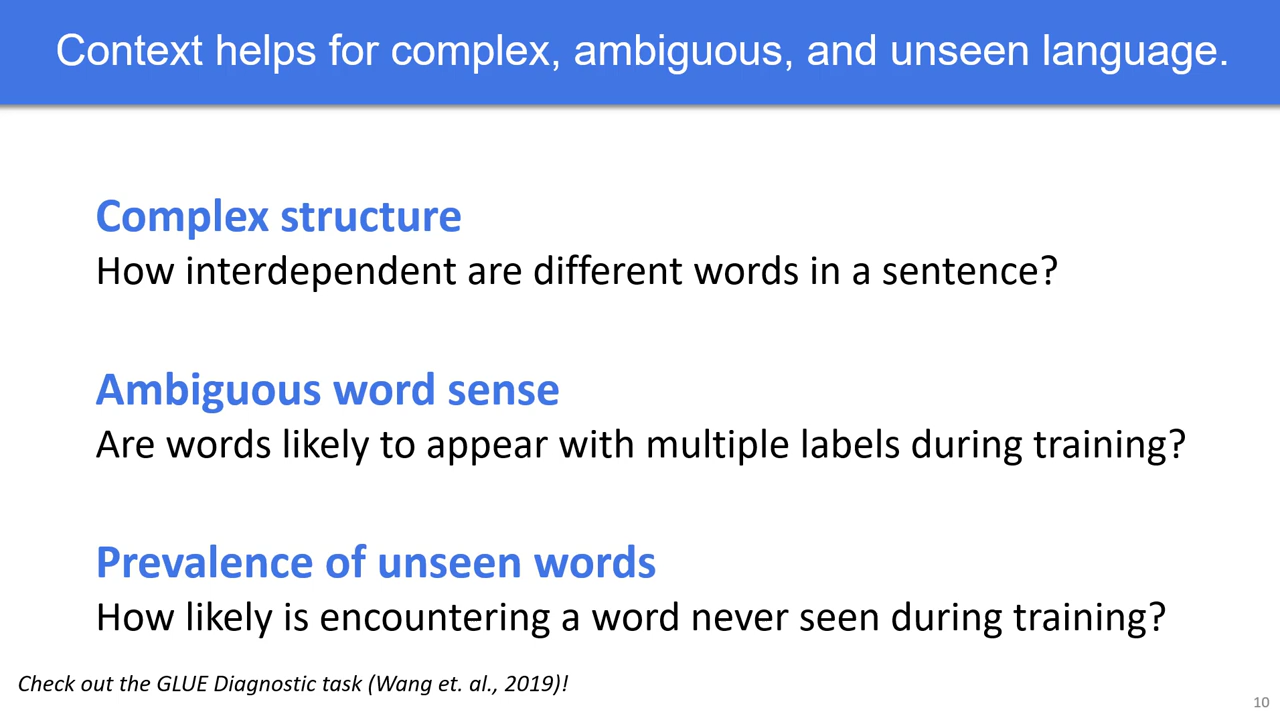 Context helps for complex, ambiguous, and unseen language.
Complex structure
How interdependent are different words in a sentence?
Ambiguous word sense
Are words likely to appear with multiple labels during training?
Prevalence of unseen words
How likely is encountering a word never seen during training?
Check out the GLUE Diagnostic task (Wang et. al., 2019)!
10